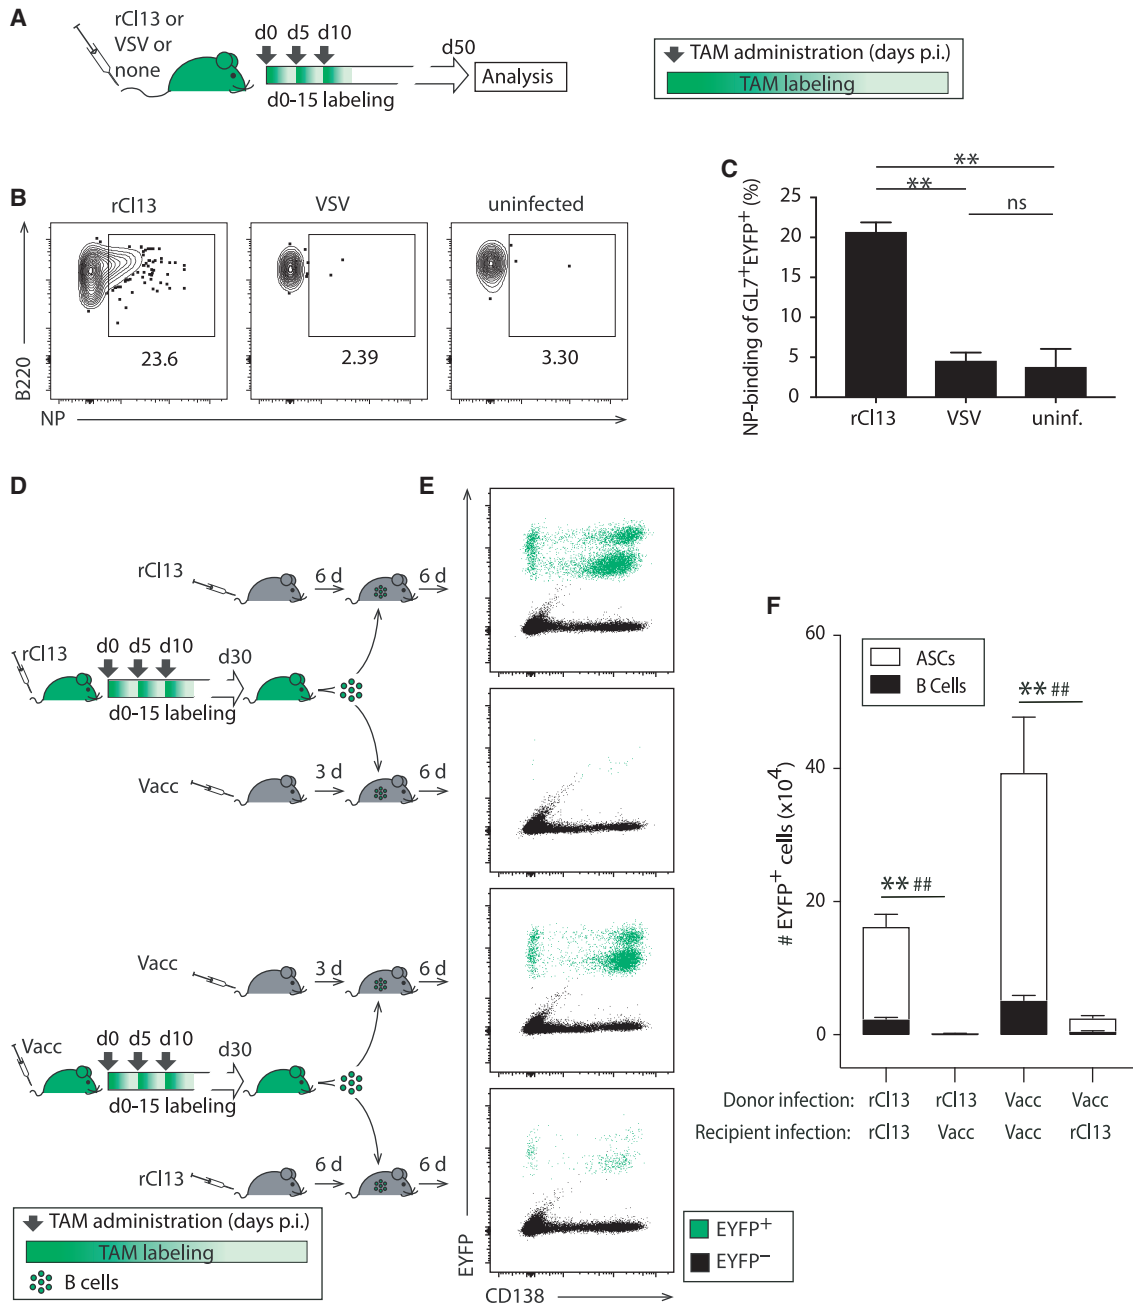 A
rCl13 or
VSV or
none
d0 d5 d10
d0-15 labeling
d50
Analysis
TAM administration (days p.i.)
TAM labeling
B
rCl13
VSV
uninfected
23.6
2.39
3.30
B220
NP
C
NP-binding of GL7+EYFP+ (%)
25
20
15
10
5
0
**
**
ns
rCl13
VSV
uninf.
D
rCl13
6 d
6 d
rCl13
d0 d5 d10
d30
d0-15 labeling
Vacc
3 d
6 d
Vacc
3 d
6 d
Vacc
d0 d5 d10
d30
d0-15 labeling
rCl13
6 d
6 d
TAM administration (days p.i.)
TAM labeling
B cells
E
EYFP
CD138
EYFP+
EYFP−
F
# EYFP+ cells (x10^4)
60
40
20
0
ASCs
B Cells
**##
**##
Donor infection: rCl13 rCl13 Vacc Vacc
Recipient infection: rCl13 Vacc Vacc rCl13